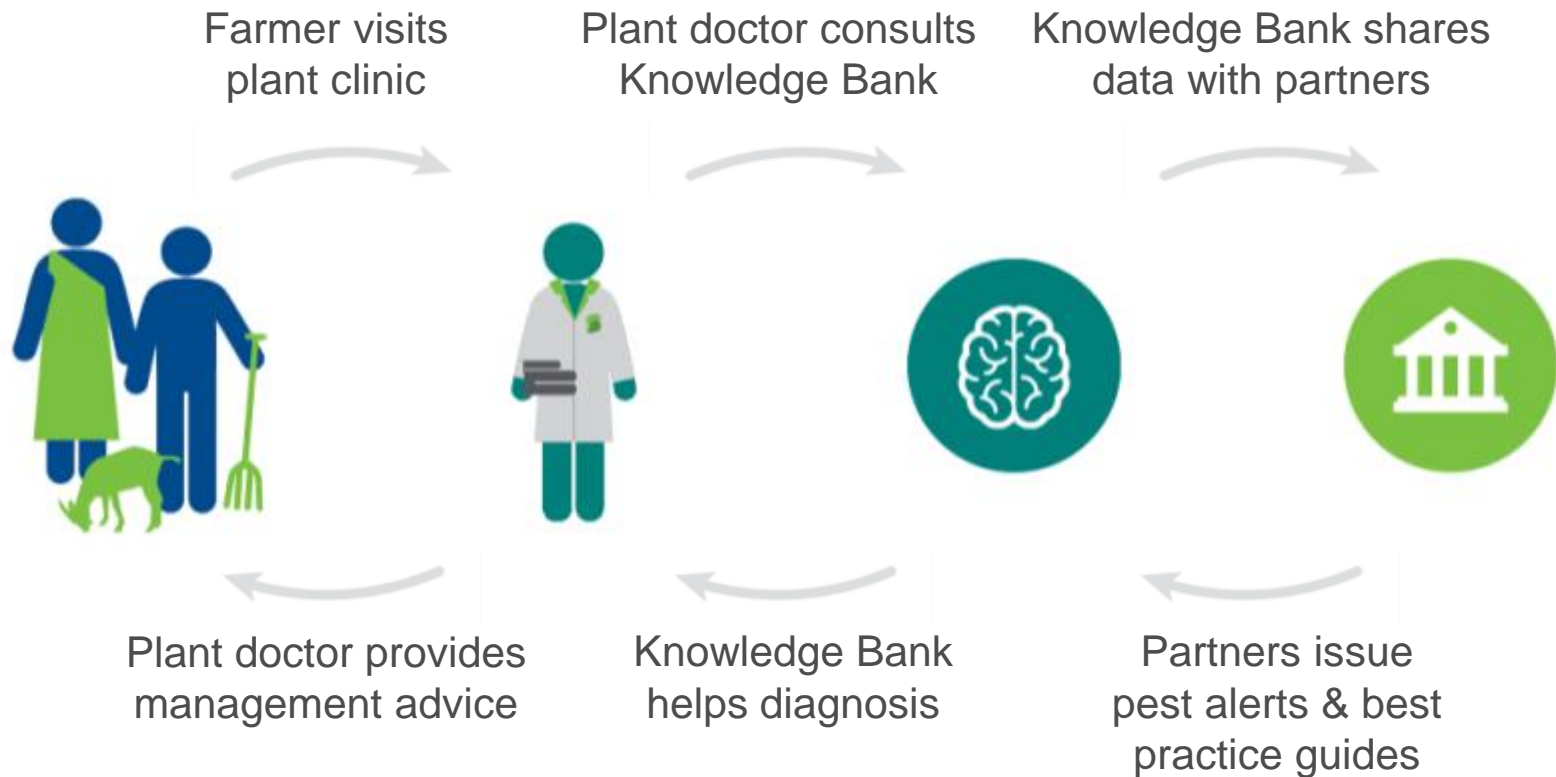 Farmer visits
plant clinic
Plant doctor consults
Knowledge Bank
Knowledge Bank shares
data with partners
Plant doctor provides
management advice
Knowledge Bank
helps diagnosis
Partners issue
pest alerts & best
practice guides